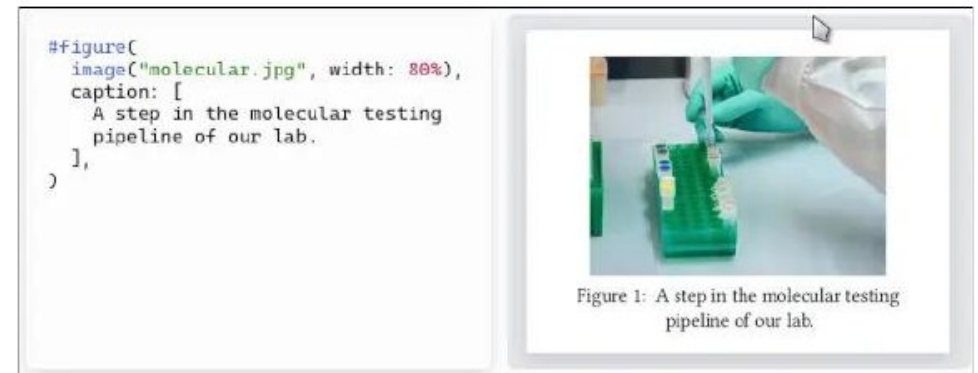 #figure(
image("molecular.jpg", width: 80%),
caption: [
A step in the molecular testing
pipeline of our lab.
],
)
Figure 1: A step in the molecular testing
pipeline of our lab.